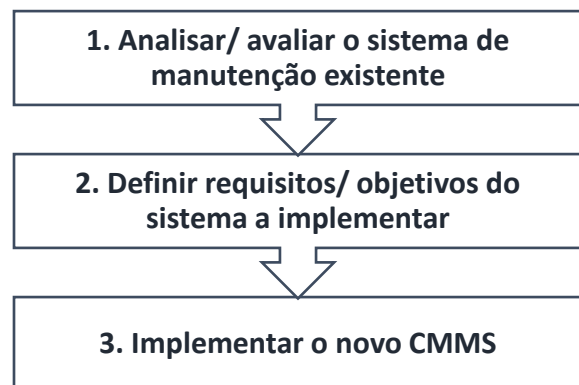 1. Analisar/ avaliar o sistema de
manutenção existente
2. Definir requisitos/ objetivos do
sistema a implementar
3. Implementar o novo CMMS